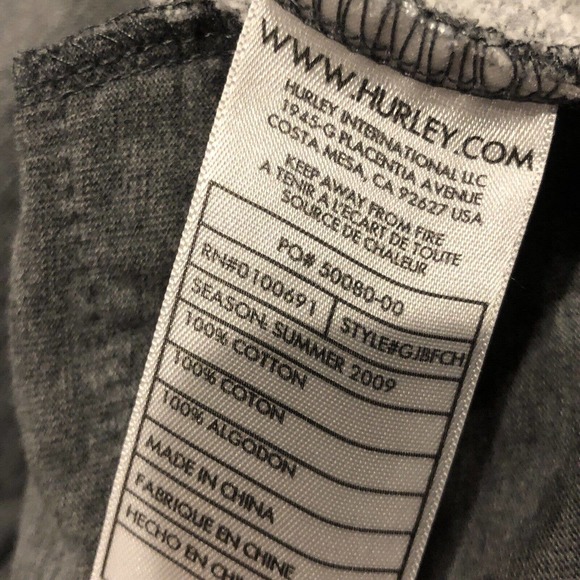 WWW.HURLEY.COM
HURLEY INTERNATIONAL LLC
1945-G PLACENTIA AVENUE
COSTA MESA, CA 92627 USA
KEEP AWAY FROM FIRE
A TENIR A L'ECART DE TOUTE
SOURCE DE CHALEUR
PO# 50080-00
RN#0100691 STYLE#GJBFCH
SEASON: SUMMER 2009
100% COTTON
100% COTON
100% ALGODON
MADE IN CHINA
FABRIQUE EN CHINE
HECHO EN